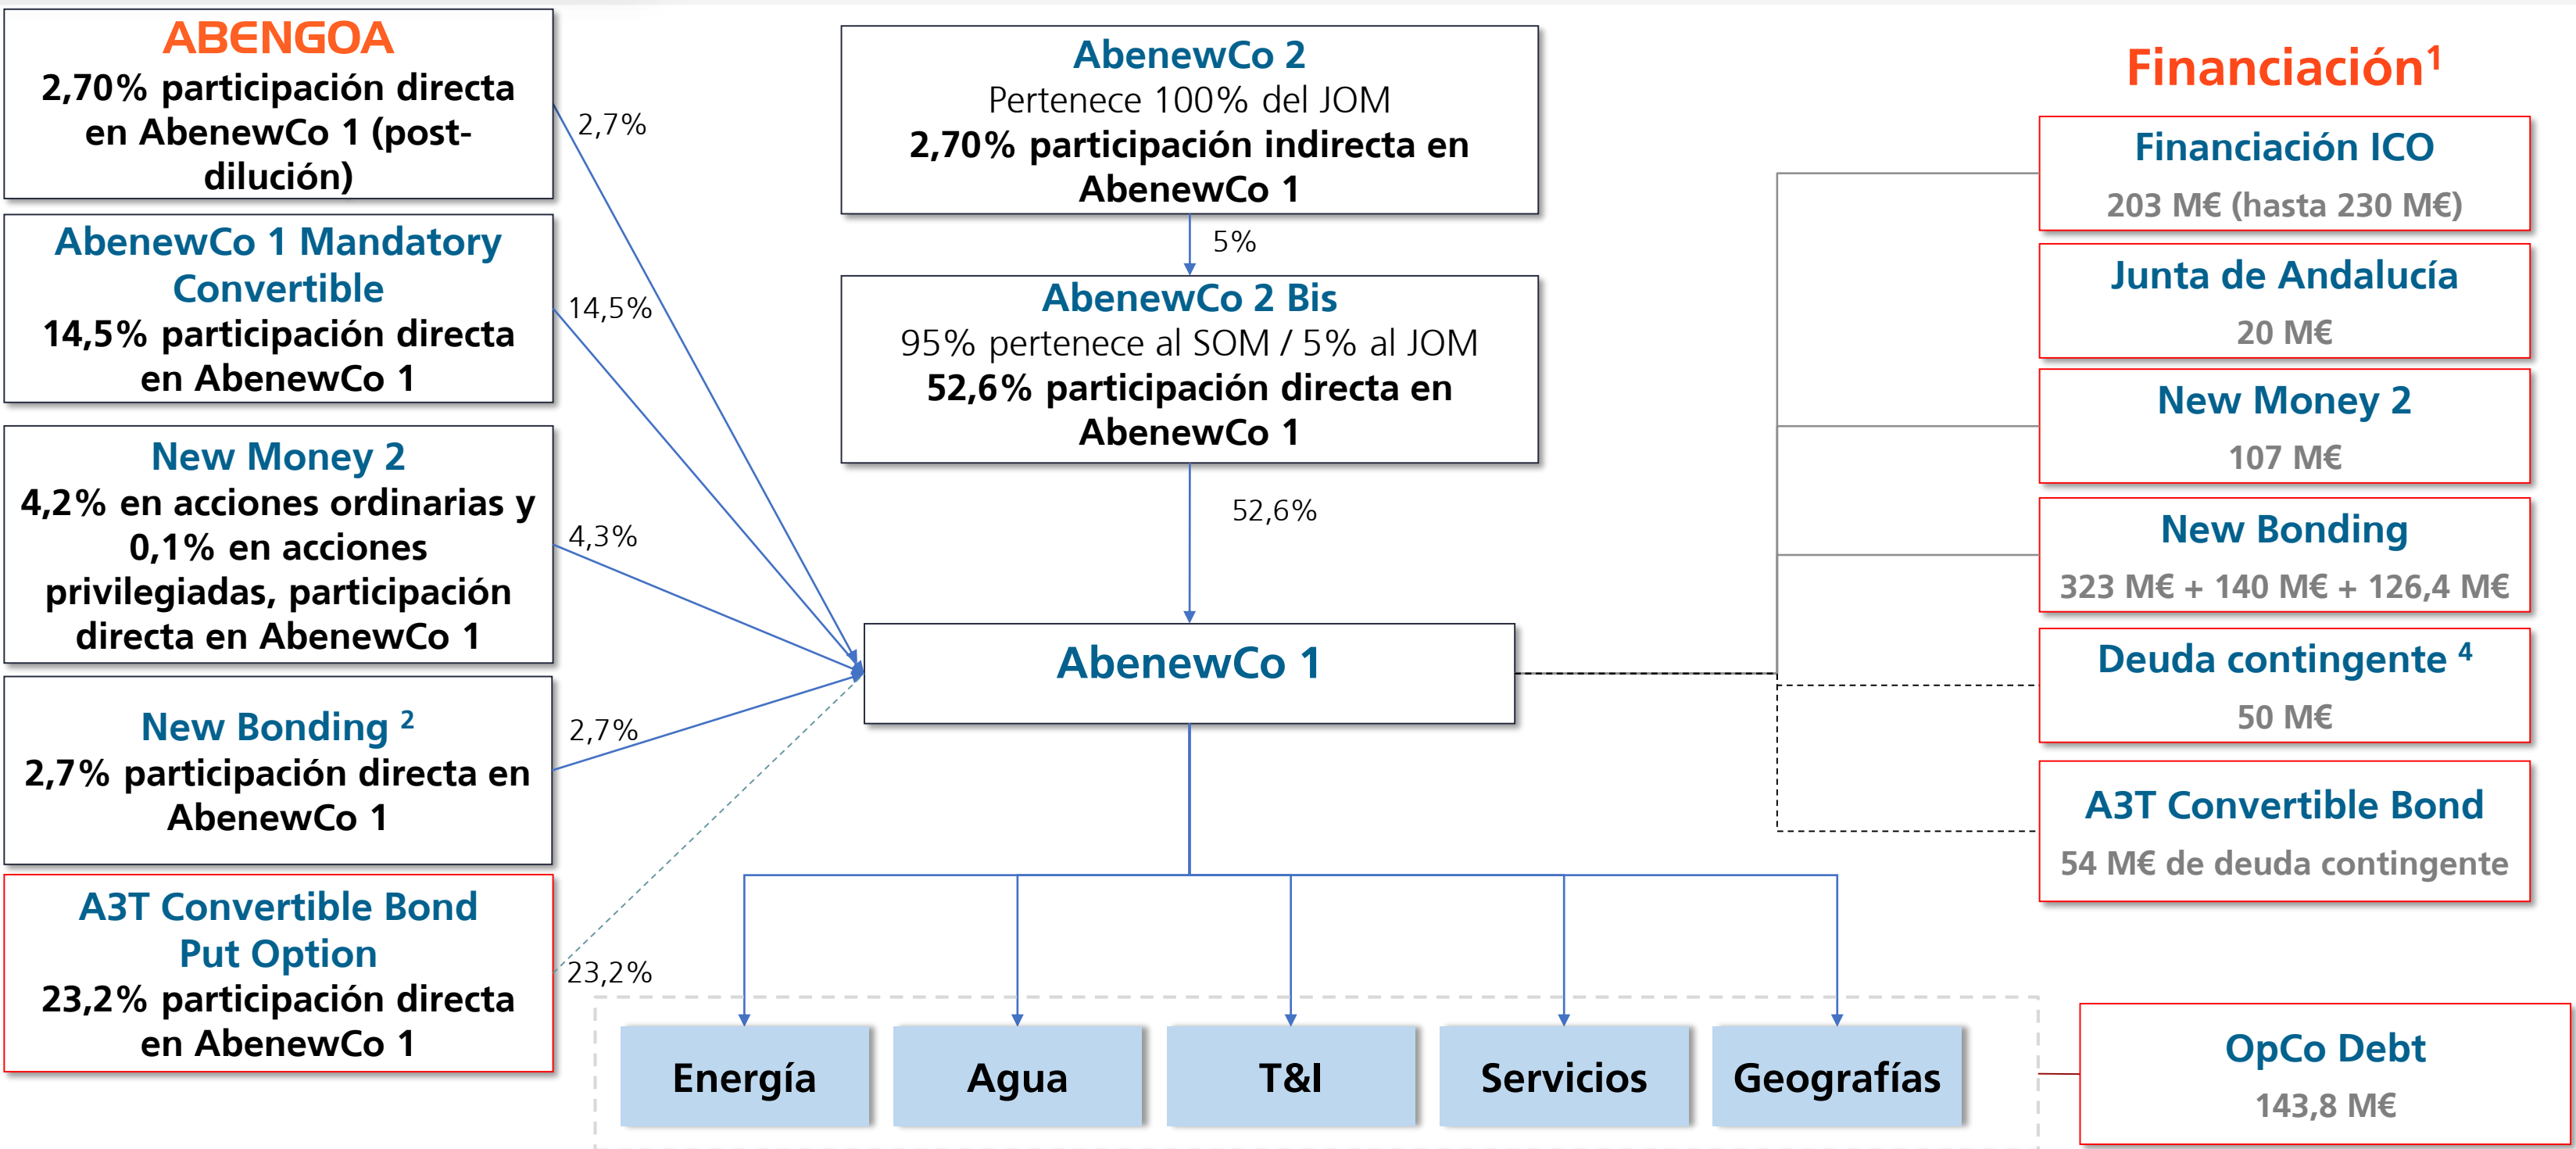 ABENGOA
2,70% participación directa
en AbenewCo 1 (post-
dilución)
2,7%
AbenewCo 1 Mandatory
Convertible
14,5% participación directa
en AbenewCo 1
14,5%
New Money 2
4,2% en acciones ordinarias y
0,1% en acciones
privilegiadas, participación
directa en AbenewCo 1
4,3%
New Bonding 2
2,7% participación directa en
AbenewCo 1
2,7%
A3T Convertible Bond
Put Option
23,2% participación directa
en AbenewCo 1
23,2%
AbenewCo 2
Pertenece 100% del JOM
2,70% participación indirecta en
AbenewCo 1
5%
AbenewCo 2 Bis
95% pertenece al SOM / 5% al JOM
52,6% participación directa en
AbenewCo 1
52,6%
AbenewCo 1
Energía
Agua
T&I
Servicios
Geografías
Financiación1
Financiación ICO
203 M€ (hasta 230 M€)
Junta de Andalucía
20 M€
New Money 2
107 M€
New Bonding
323 M€ + 140 M€ + 126,4 M€
Deuda contingente 4
50 M€
A3T Convertible Bond
54 M€ de deuda contingente
OpCo Debt
143,8 M€